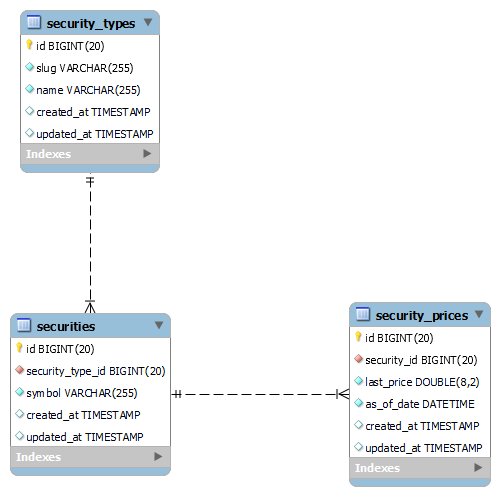 security_types
id BIGINT(20)
slug VARCHAR(255)
name VARCHAR(255)
created_at TIMESTAMP
updated_at TIMESTAMP
Indexes
securities
id BIGINT(20)
security_type_id BIGINT(20)
symbol VARCHAR(255)
created_at TIMESTAMP
updated_at TIMESTAMP
Indexes
security_prices
id BIGINT(20)
security_id BIGINT(20)
last_price DOUBLE(8,2)
as_of_date DATETIME
created_at TIMESTAMP
updated_at TIMESTAMP
Indexes